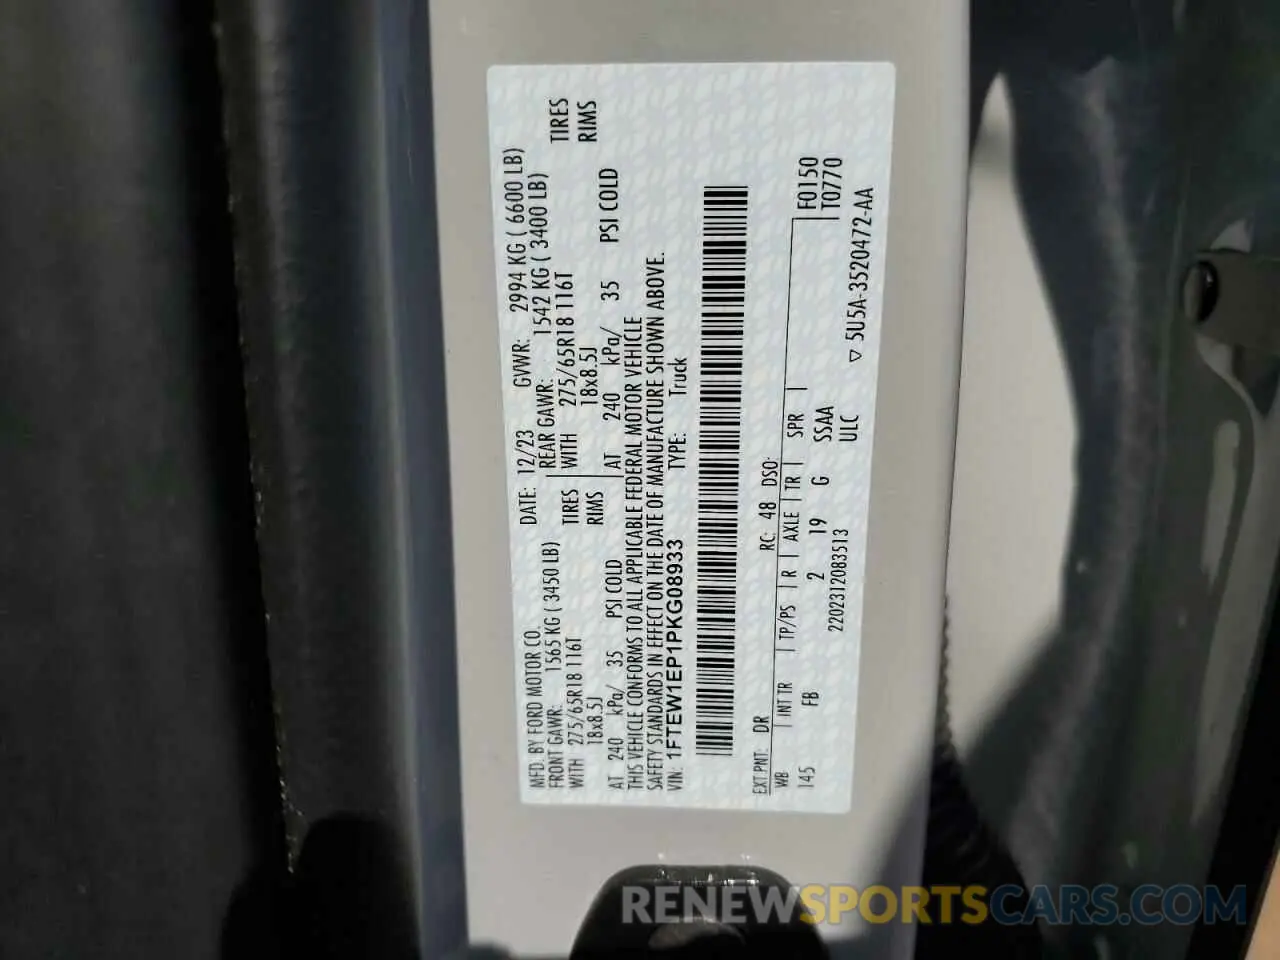 MFD. BY FORD MOTOR CO.
DATE: 12/23 GVWR: 2994 KG ( 6600 LB)
FRONT GAWR: 1565 KG ( 3450 LB)
REAR GAWR: 1542 KG ( 3400 LB)
WITH 275/65R18 116T TIRES
WITH 275/65R18 116T TIRES
18x8.5J RIMS
18x8.5J RIMS
AT 240 kPa/ 35 PSI COLD
AT 240 kPa/ 35 PSI COLD
THIS VEHICLE CONFORMS TO ALL APPLICABLE FEDERAL MOTOR VEHICLE
SAFETY STANDARDS IN EFFECT ON THE DATE OF MANUFACTURE SHOWN ABOVE.
VIN: 1FTEW1EP1PKG08933 TYPE: Truck
EXT PNT: DR RC: 48 DSO:
WB INT TR TP/PS R AXLE TR SPR F0150
145 FB 2 19 G SSAA T0770
2202312083513 ULC
▽ 5U5A-3520472-AA
RENEWSPORTSCARS.COM